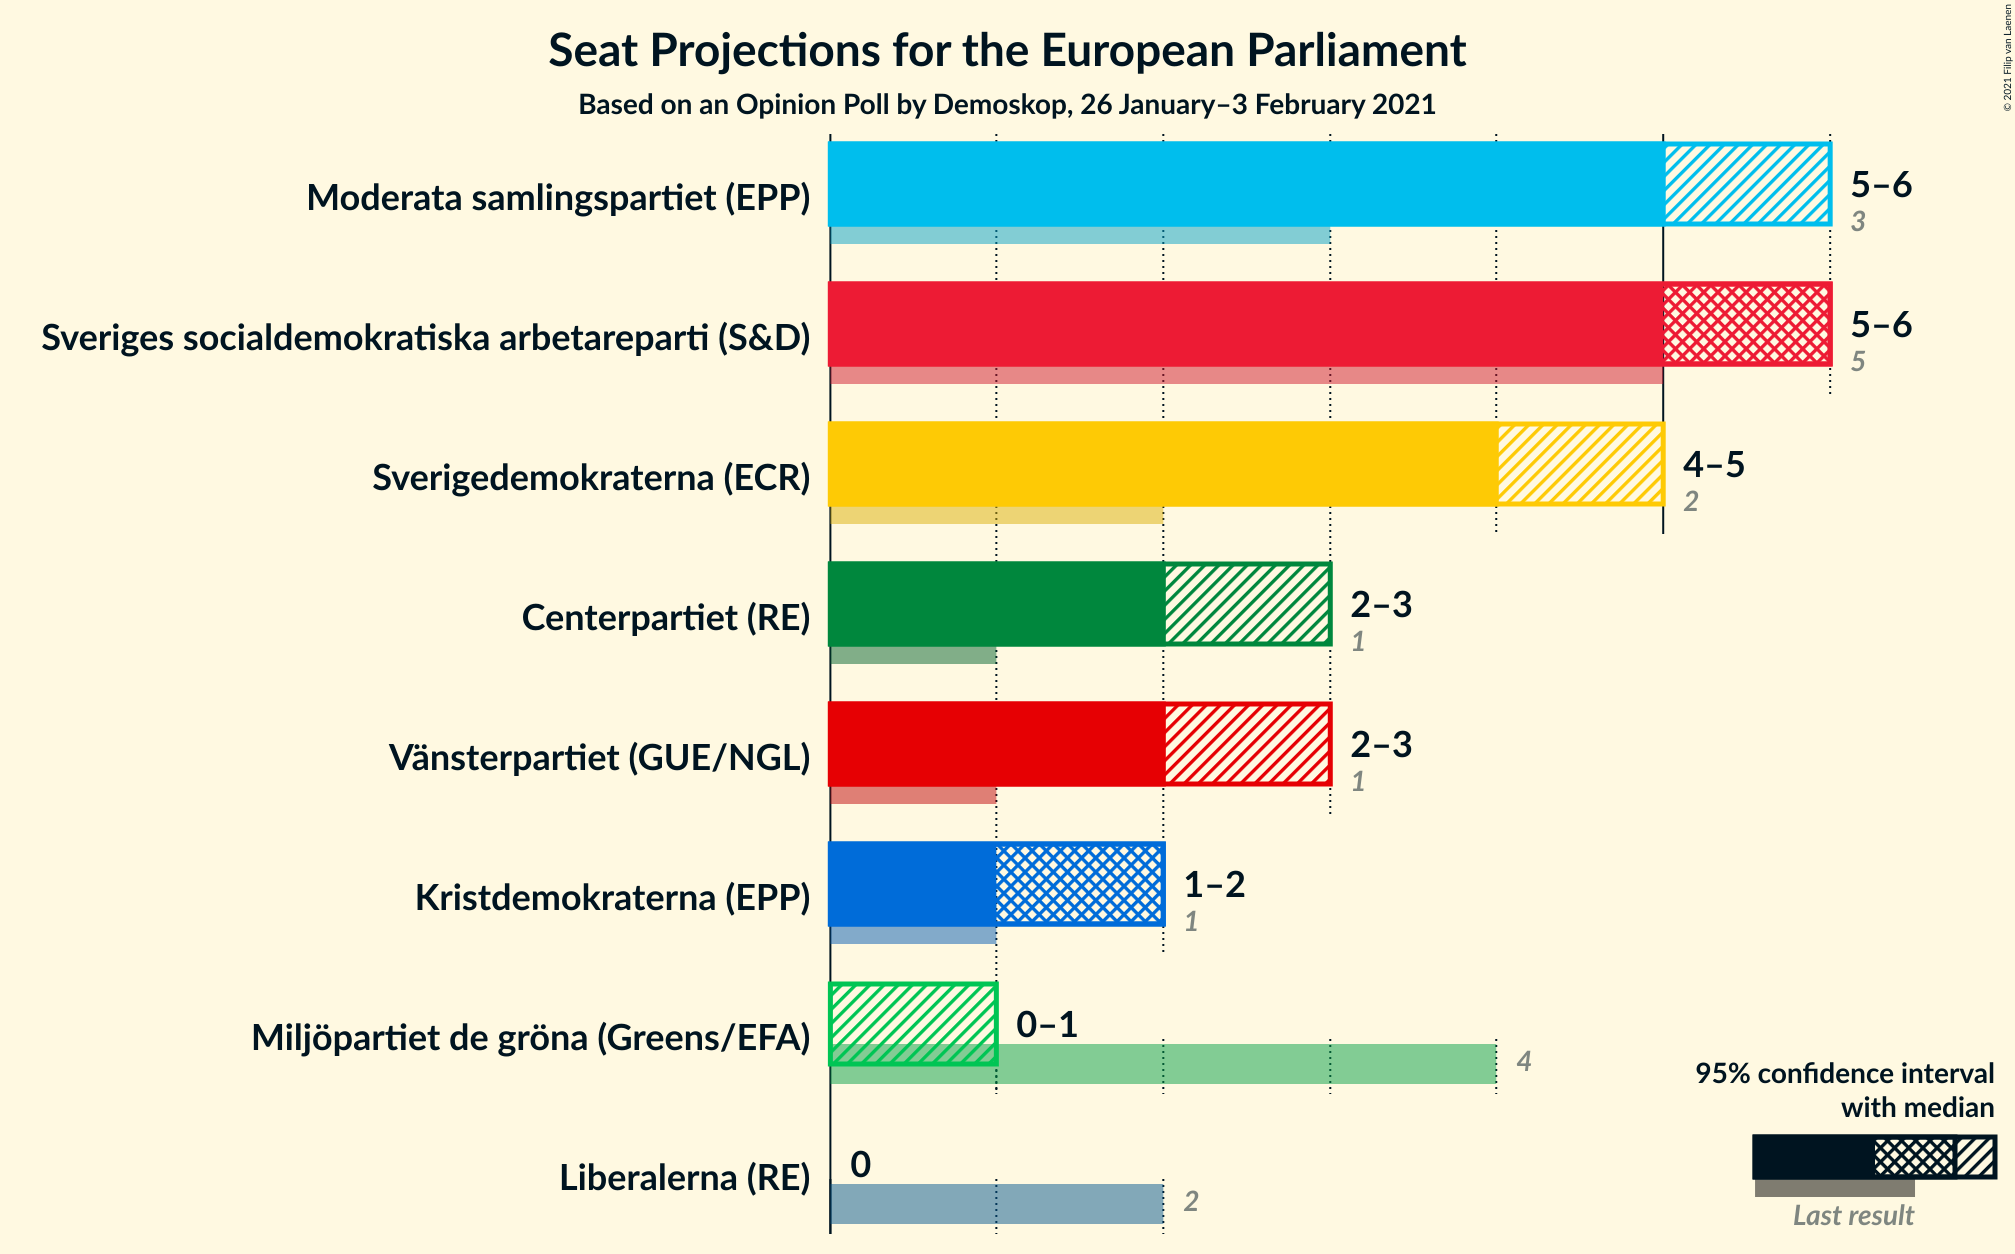 Seat Projections for the European Parliament
Based on an Opinion Poll by Demoskop, 26 January–3 February 2021
© 2021 Filip van Laenen
Moderata samlingspartiet (EPP)
5–6
3
Sveriges socialdemokratiska arbetareparti (S&D)
5–6
5
Sverigedemokraterna (ECR)
4–5
2
Centerpartiet (RE)
2–3
1
Vänsterpartiet (GUE/NGL)
2–3
1
Kristdemokraterna (EPP)
1–2
1
Miljöpartiet de gröna (Greens/EFA)
0–1
4
Liberalerna (RE)
0
2
95% confidence interval
with median
Last result